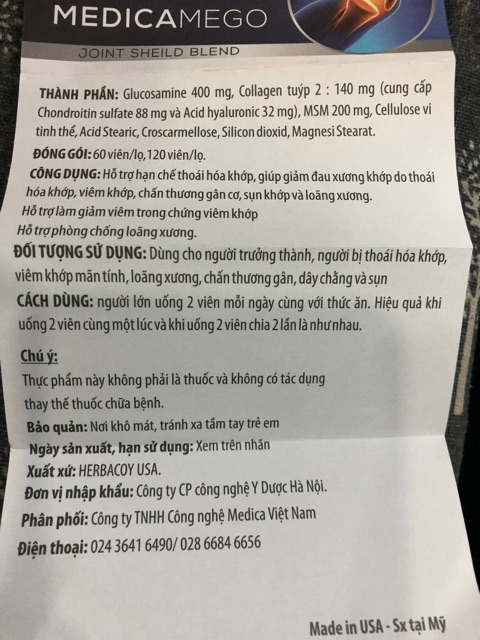 MEDICAMEGO
JOINT SHEILD BLEND
THÀNH PHẦN: Glucosamine 400 mg, Collagen tuýp 2 : 140 mg (cung cấp
Chondroitin sulfate 88 mg và Acid hyaluronic 32 mg), MSM 200 mg, Cellulose vi
tinh thể, Acid Stearic, Croscarmellose, Silicon dioxid, Magnesi Stearat.
ĐÓNG GÓI: 60 viên/lọ,120 viên/lọ.
CÔNG DỤNG: Hỗ trợ hạn chế thoái hóa khớp, giúp giảm đau xương khớp do thoái
hóa khớp, viêm khớp, chấn thương gân cơ, sụn khớp và loãng xương.
Hỗ trợ làm giảm viêm trong chứng viêm khớp
Hỗ trợ phòng chống loãng xương.
ĐỐI TƯỢNG SỬ DỤNG: Dùng cho người trưởng thành, người bị thoái hóa khớp,
viêm khớp mãn tính, loãng xương, chấn thương gân, dây chằng và sụn
CÁCH DÙNG: người lớn uống 2 viên mỗi ngày cùng với thức ăn. Hiệu quả khi
uống 2 viên cùng một lúc và khi uống 2 viên chia 2 lần là như nhau.
Chú ý:
Thực phẩm này không phải là thuốc và không có tác dụng
thay thế thuốc chữa bệnh.
Bảo quản: Nơi khô mát, tránh xa tầm tay trẻ em
Ngày sản xuất, hạn sử dụng: Xem trên nhãn
Xuất xứ: HERBACOY USA.
Đơn vị nhập khẩu: Công ty CP công nghệ Y Dược Hà Nội.
Phân phối: Công ty TNHH Công nghệ Medica Việt Nam
Điện thoại: 024 3641 6490/ 028 6684 6656
Made in USA - Sx tại Mỹ